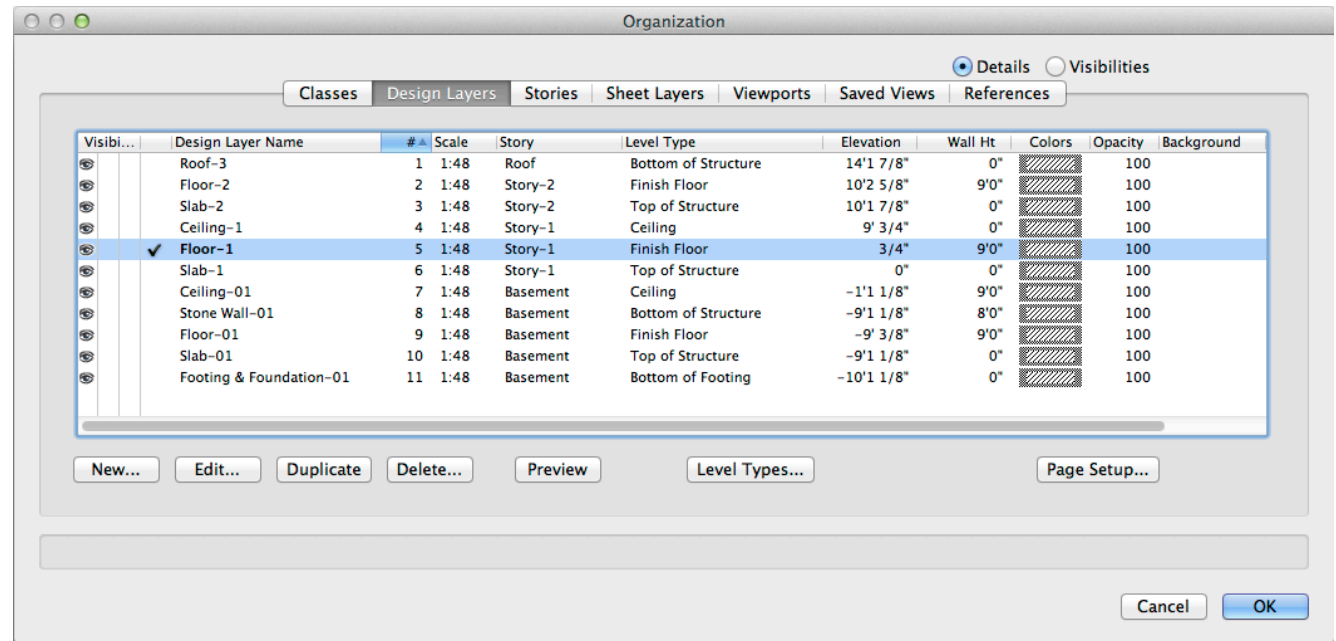 Organization
Details Visibilities
Classes Design Layers Stories Sheet Layers Viewports Saved Views References
Visibi... Design Layer Name # Scale Story Level Type Elevation Wall Ht Colors Opacity Background
Roof-3 1 1:48 Roof Bottom of Structure 14'1 7/8" 0" 100
Floor-2 2 1:48 Story-2 Finish Floor 10'2 5/8" 9'0" 100
Slab-2 3 1:48 Story-2 Top of Structure 10'1 7/8" 0" 100
Ceiling-1 4 1:48 Story-1 Ceiling 9' 3/4" 0" 100
Floor-1 5 1:48 Story-1 Finish Floor 3/4" 9'0" 100
Slab-1 6 1:48 Story-1 Top of Structure 0" 0" 100
Ceiling-01 7 1:48 Basement Ceiling -1'1 1/8" 9'0" 100
Stone Wall-01 8 1:48 Basement Bottom of Structure -9'1 1/8" 8'0" 100
Floor-01 9 1:48 Basement Finish Floor -9' 3/8" 9'0" 100
Slab-01 10 1:48 Basement Top of Structure -9'1 1/8" 0" 100
Footing & Foundation-01 11 1:48 Basement Bottom of Footing -10'1 1/8" 0" 100
New... Edit... Duplicate Delete... Preview Level Types... Page Setup...
Cancel OK